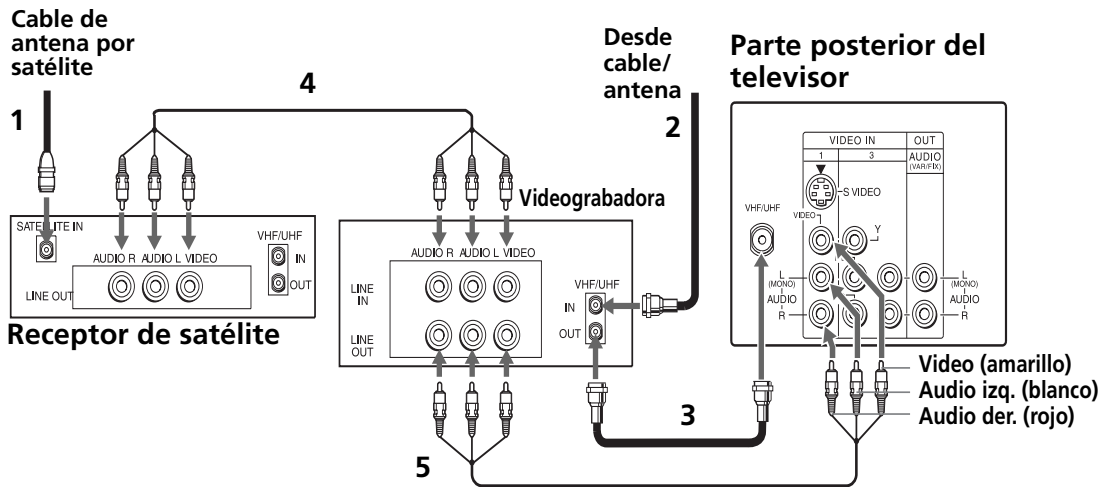 Cable de
antena por
satélite
1
4
Desde
cable/
antena
2
Parte posterior del
televisor
VIDEO IN
OUT
1
3
AUDIO
(VAR/FIX)
S VIDEO
VHF/UHF
VIDEO
Y
L
(MONO)
AUDIO
R
L
(MONO)
AUDIO
R
Videograbadora
SATELLITE IN
VHF/UHF
AUDIO R AUDIO L VIDEO
IN
OUT
LINE OUT
Receptor de satélite
AUDIO R AUDIO L VIDEO
LINE
IN
VHF/UHF
IN
LINE
OUT
OUT
Video (amarillo)
Audio izq. (blanco)
Audio der. (rojo)
3
5